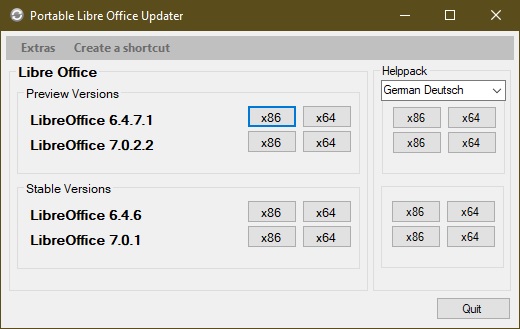 Portable Libre Office Updater
Extras Create a shortcut
Libre Office
Helppack
German Deutsch
Preview Versions
LibreOffice 6.4.7.1 x86 x64 x86 x64
LibreOffice 7.0.2.2 x86 x64 x86 x64
Stable Versions
LibreOffice 6.4.6 x86 x64 x86 x64
LibreOffice 7.0.1 x86 x64 x86 x64
Quit